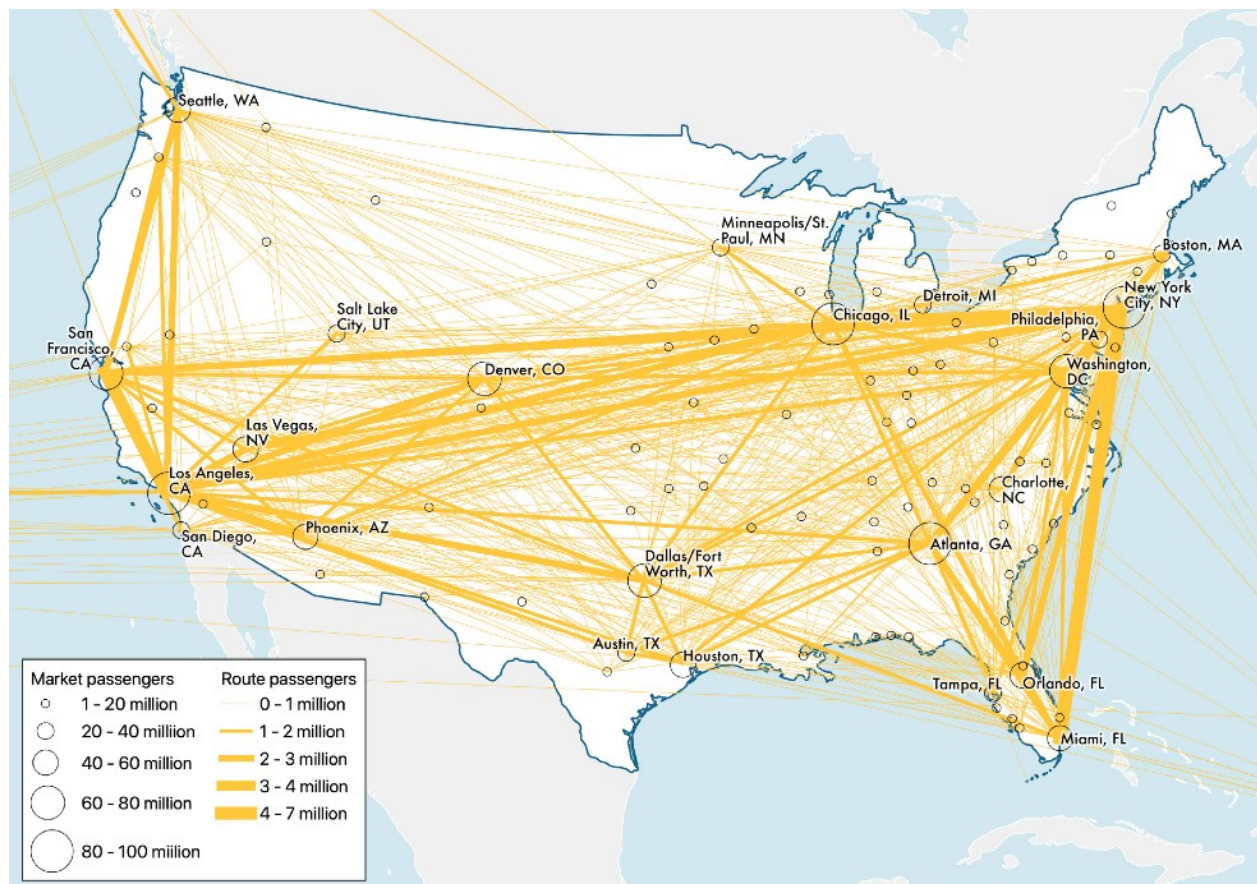 Seattle, WA
Minneapolis/St.
Paul, MN
Boston, MA
Detroit, MI
New York
City, NY
Salt Lake
City, UT
Chicago, IL
Philadelphia,
PA
San
Francisco,
CA
Denver, CO
Washington,
DC
Las Vegas,
NV
Los Angeles,
CA
Charlotte,
NC
Phoenix, AZ
San Diego,
CA
Dallas/Fort
Worth, TX
Atlanta, GA
Austin, TX
Houston, TX
Tampa, FL
Orlando, FL
Miami, FL
Market passengers
1 - 20 million
20 - 40 milliion
40 - 60 million
60 - 80 million
80 - 100 miilion
Route passengers
0 - 1 million
1 - 2 million
2 - 3 million
3 - 4 million
4 - 7 million